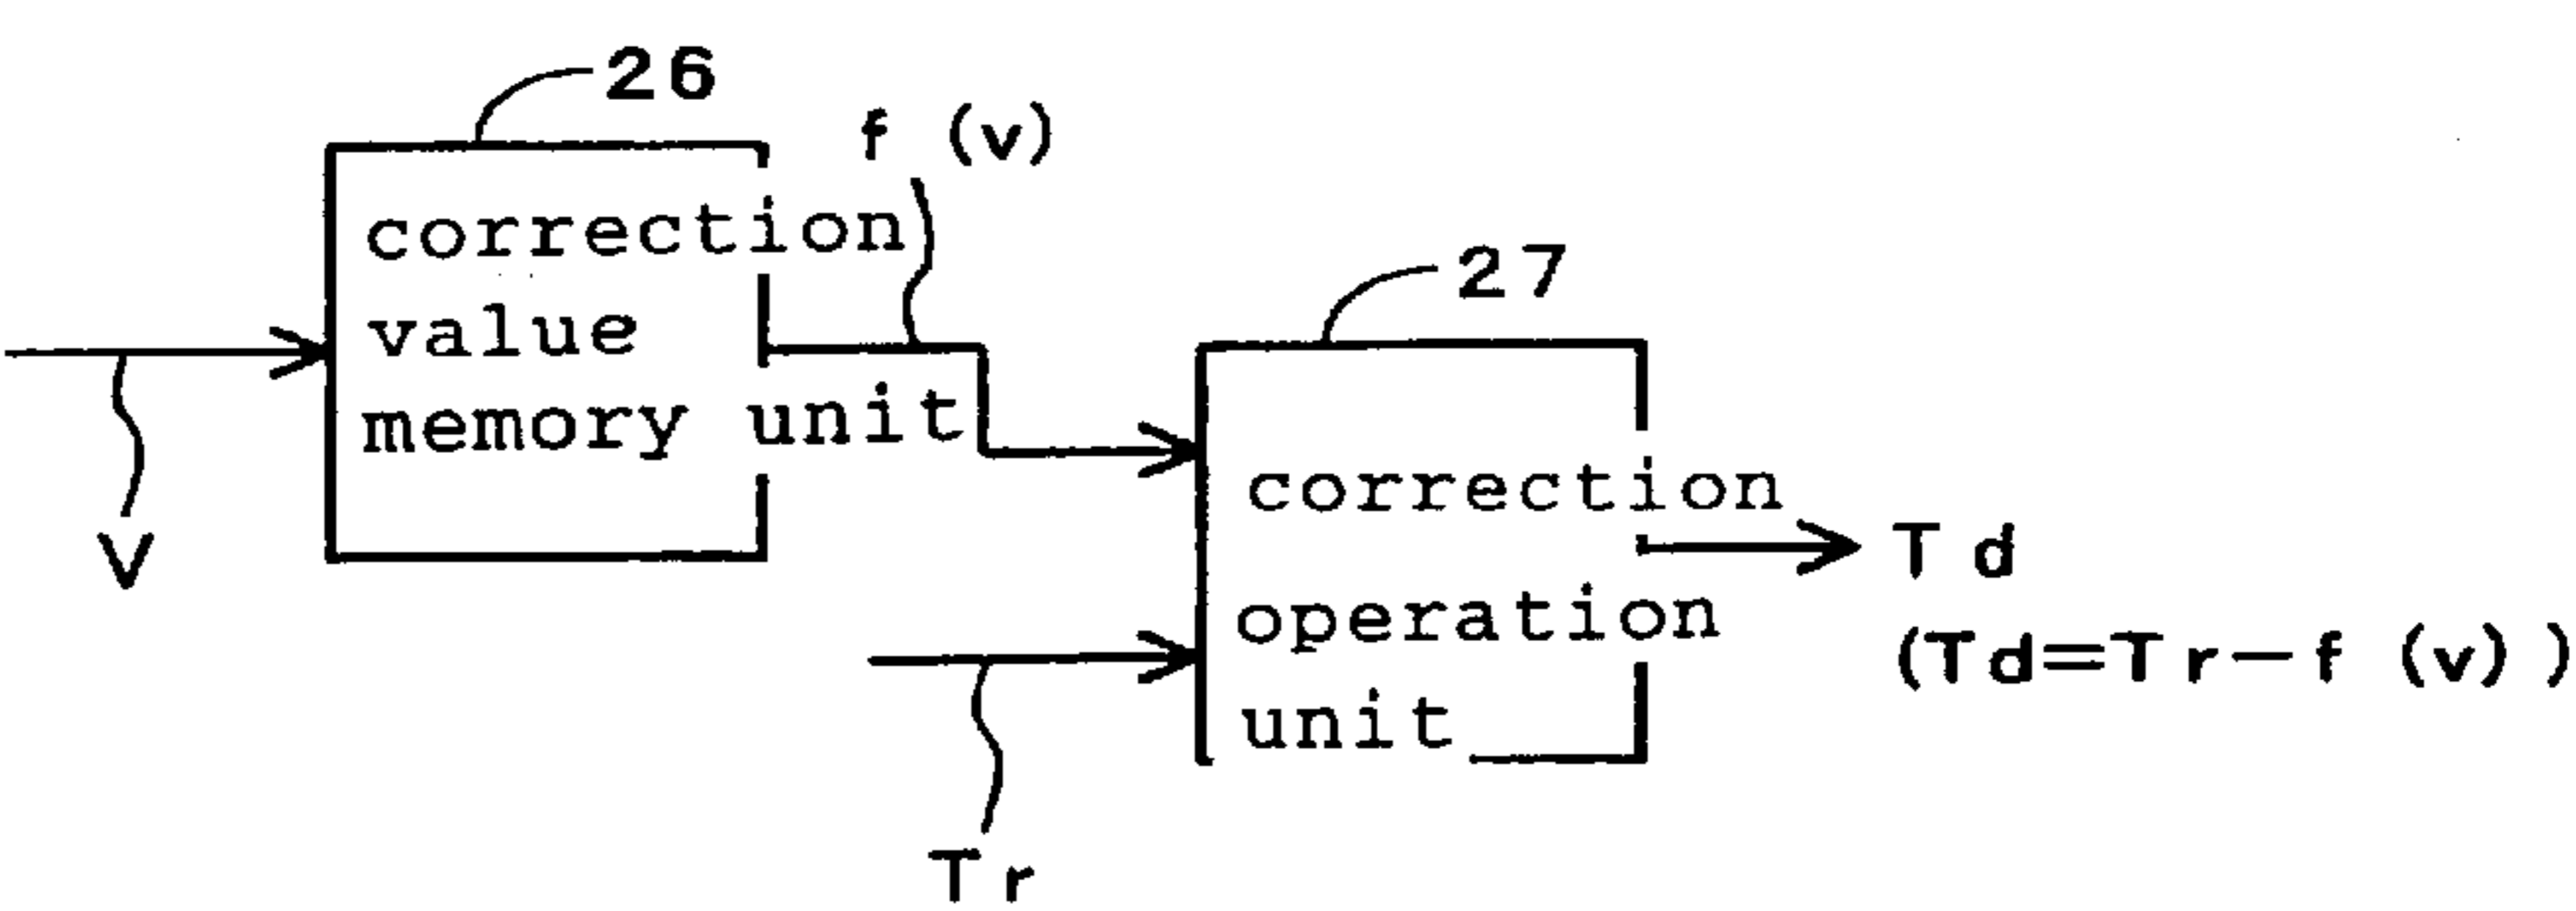 26
f (v)
correction
value
memory unit
V
27
correction
operation
unit
Tr
Td
(Td=Tr−f (v))